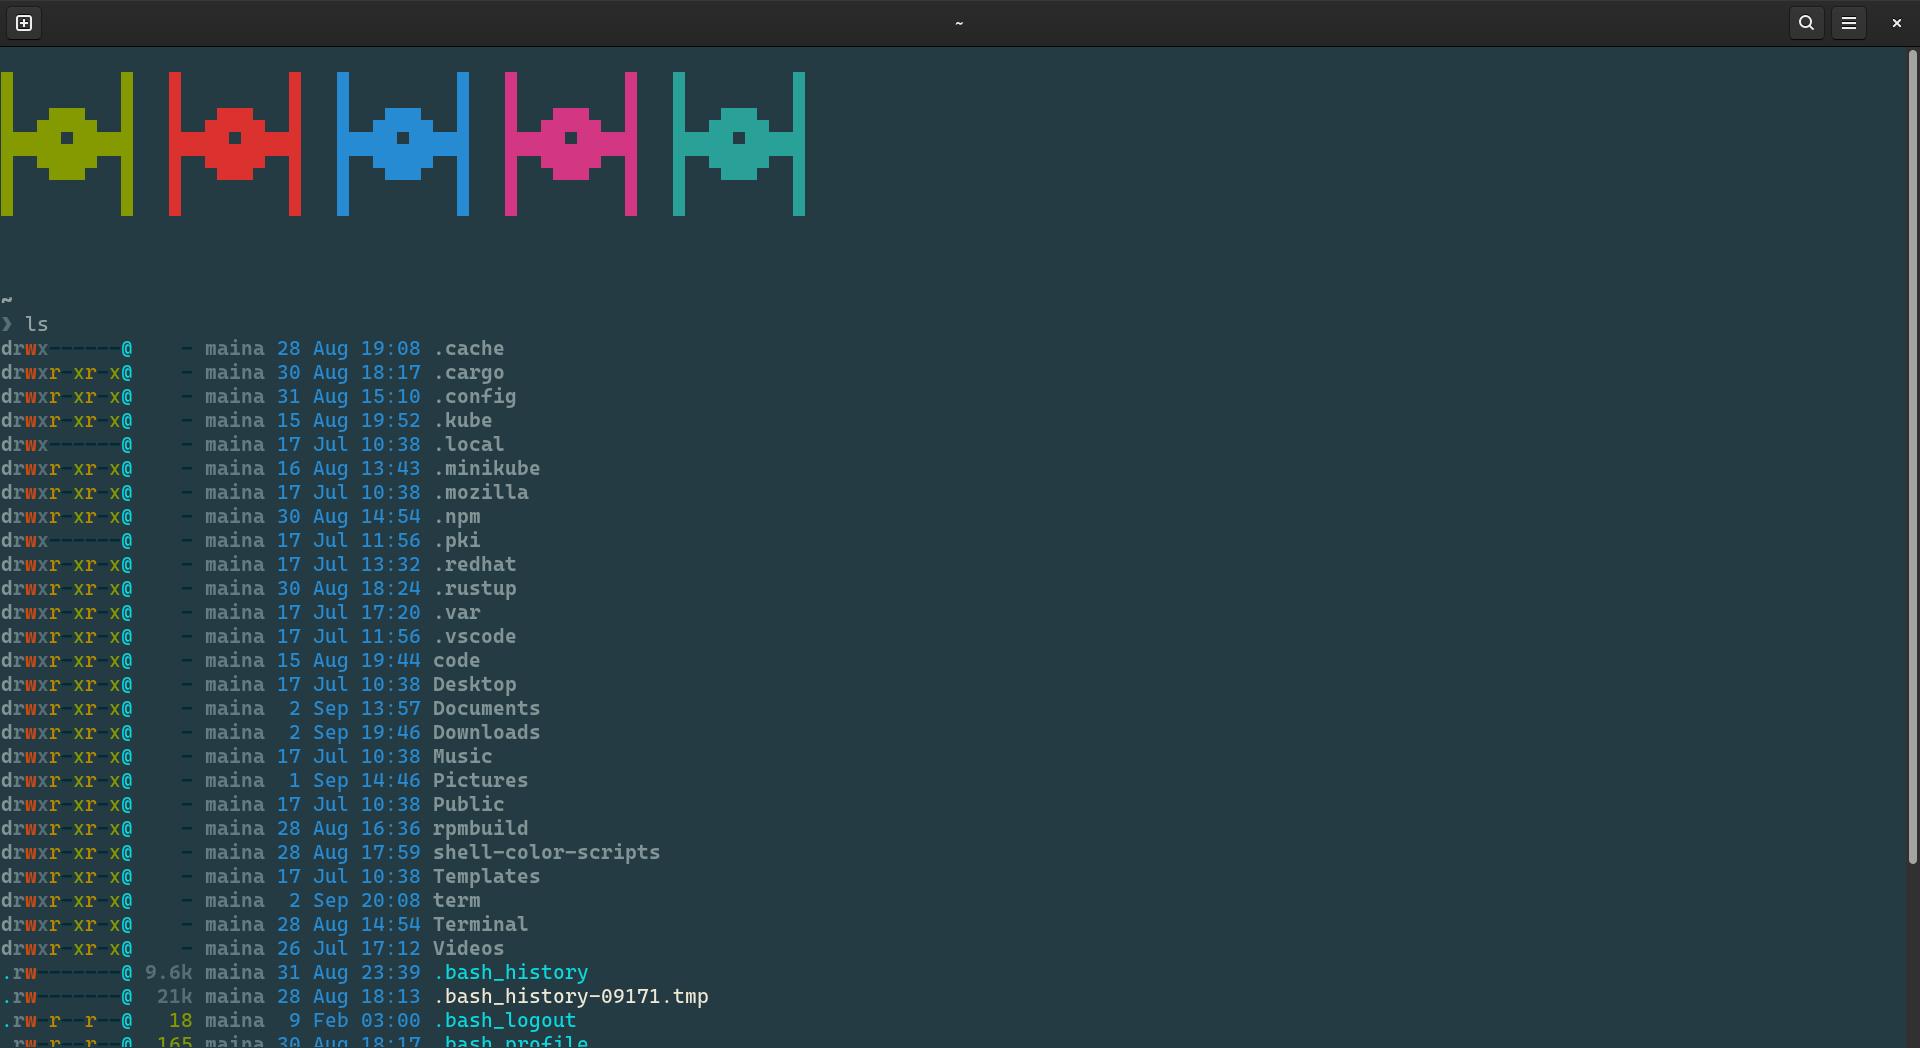 ~
~
❯ ls
drwx------@    - maina 28 Aug 19:08 .cache
drwxr-xr-x@    - maina 30 Aug 18:17 .cargo
drwxr-xr-x@    - maina 31 Aug 15:10 .config
drwxr-xr-x@    - maina 15 Aug 19:52 .kube
drwx------@    - maina 17 Jul 10:38 .local
drwxr-xr-x@    - maina 16 Aug 13:43 .minikube
drwxr-xr-x@    - maina 17 Jul 10:38 .mozilla
drwxr-xr-x@    - maina 30 Aug 14:54 .npm
drwx------@    - maina 17 Jul 11:56 .pki
drwxr-xr-x@    - maina 17 Jul 13:32 .redhat
drwxr-xr-x@    - maina 30 Aug 18:24 .rustup
drwxr-xr-x@    - maina 17 Jul 17:20 .var
drwxr-xr-x@    - maina 17 Jul 11:56 .vscode
drwxr-xr-x@    - maina 15 Aug 19:44 code
drwxr-xr-x@    - maina 17 Jul 10:38 Desktop
drwxr-xr-x@    - maina  2 Sep 13:57 Documents
drwxr-xr-x@    - maina  2 Sep 19:46 Downloads
drwxr-xr-x@    - maina 17 Jul 10:38 Music
drwxr-xr-x@    - maina  1 Sep 14:46 Pictures
drwxr-xr-x@    - maina 17 Jul 10:38 Public
drwxr-xr-x@    - maina 28 Aug 16:36 rpmbuild
drwxr-xr-x@    - maina 28 Aug 17:59 shell-color-scripts
drwxr-xr-x@    - maina 17 Jul 10:38 Templates
drwxr-xr-x@    - maina  2 Sep 20:08 term
drwxr-xr-x@    - maina 28 Aug 14:54 Terminal
drwxr-xr-x@    - maina 26 Jul 17:12 Videos
.rw-------@ 9.6k maina 31 Aug 23:39 .bash_history
.rw-------@  21k maina 28 Aug 18:13 .bash_history-09171.tmp
.rw-r--r--@   18 maina  9 Feb 03:00 .bash_logout
.rw-r--r--@  165 maina 30 Aug 18:17 .bash_profile